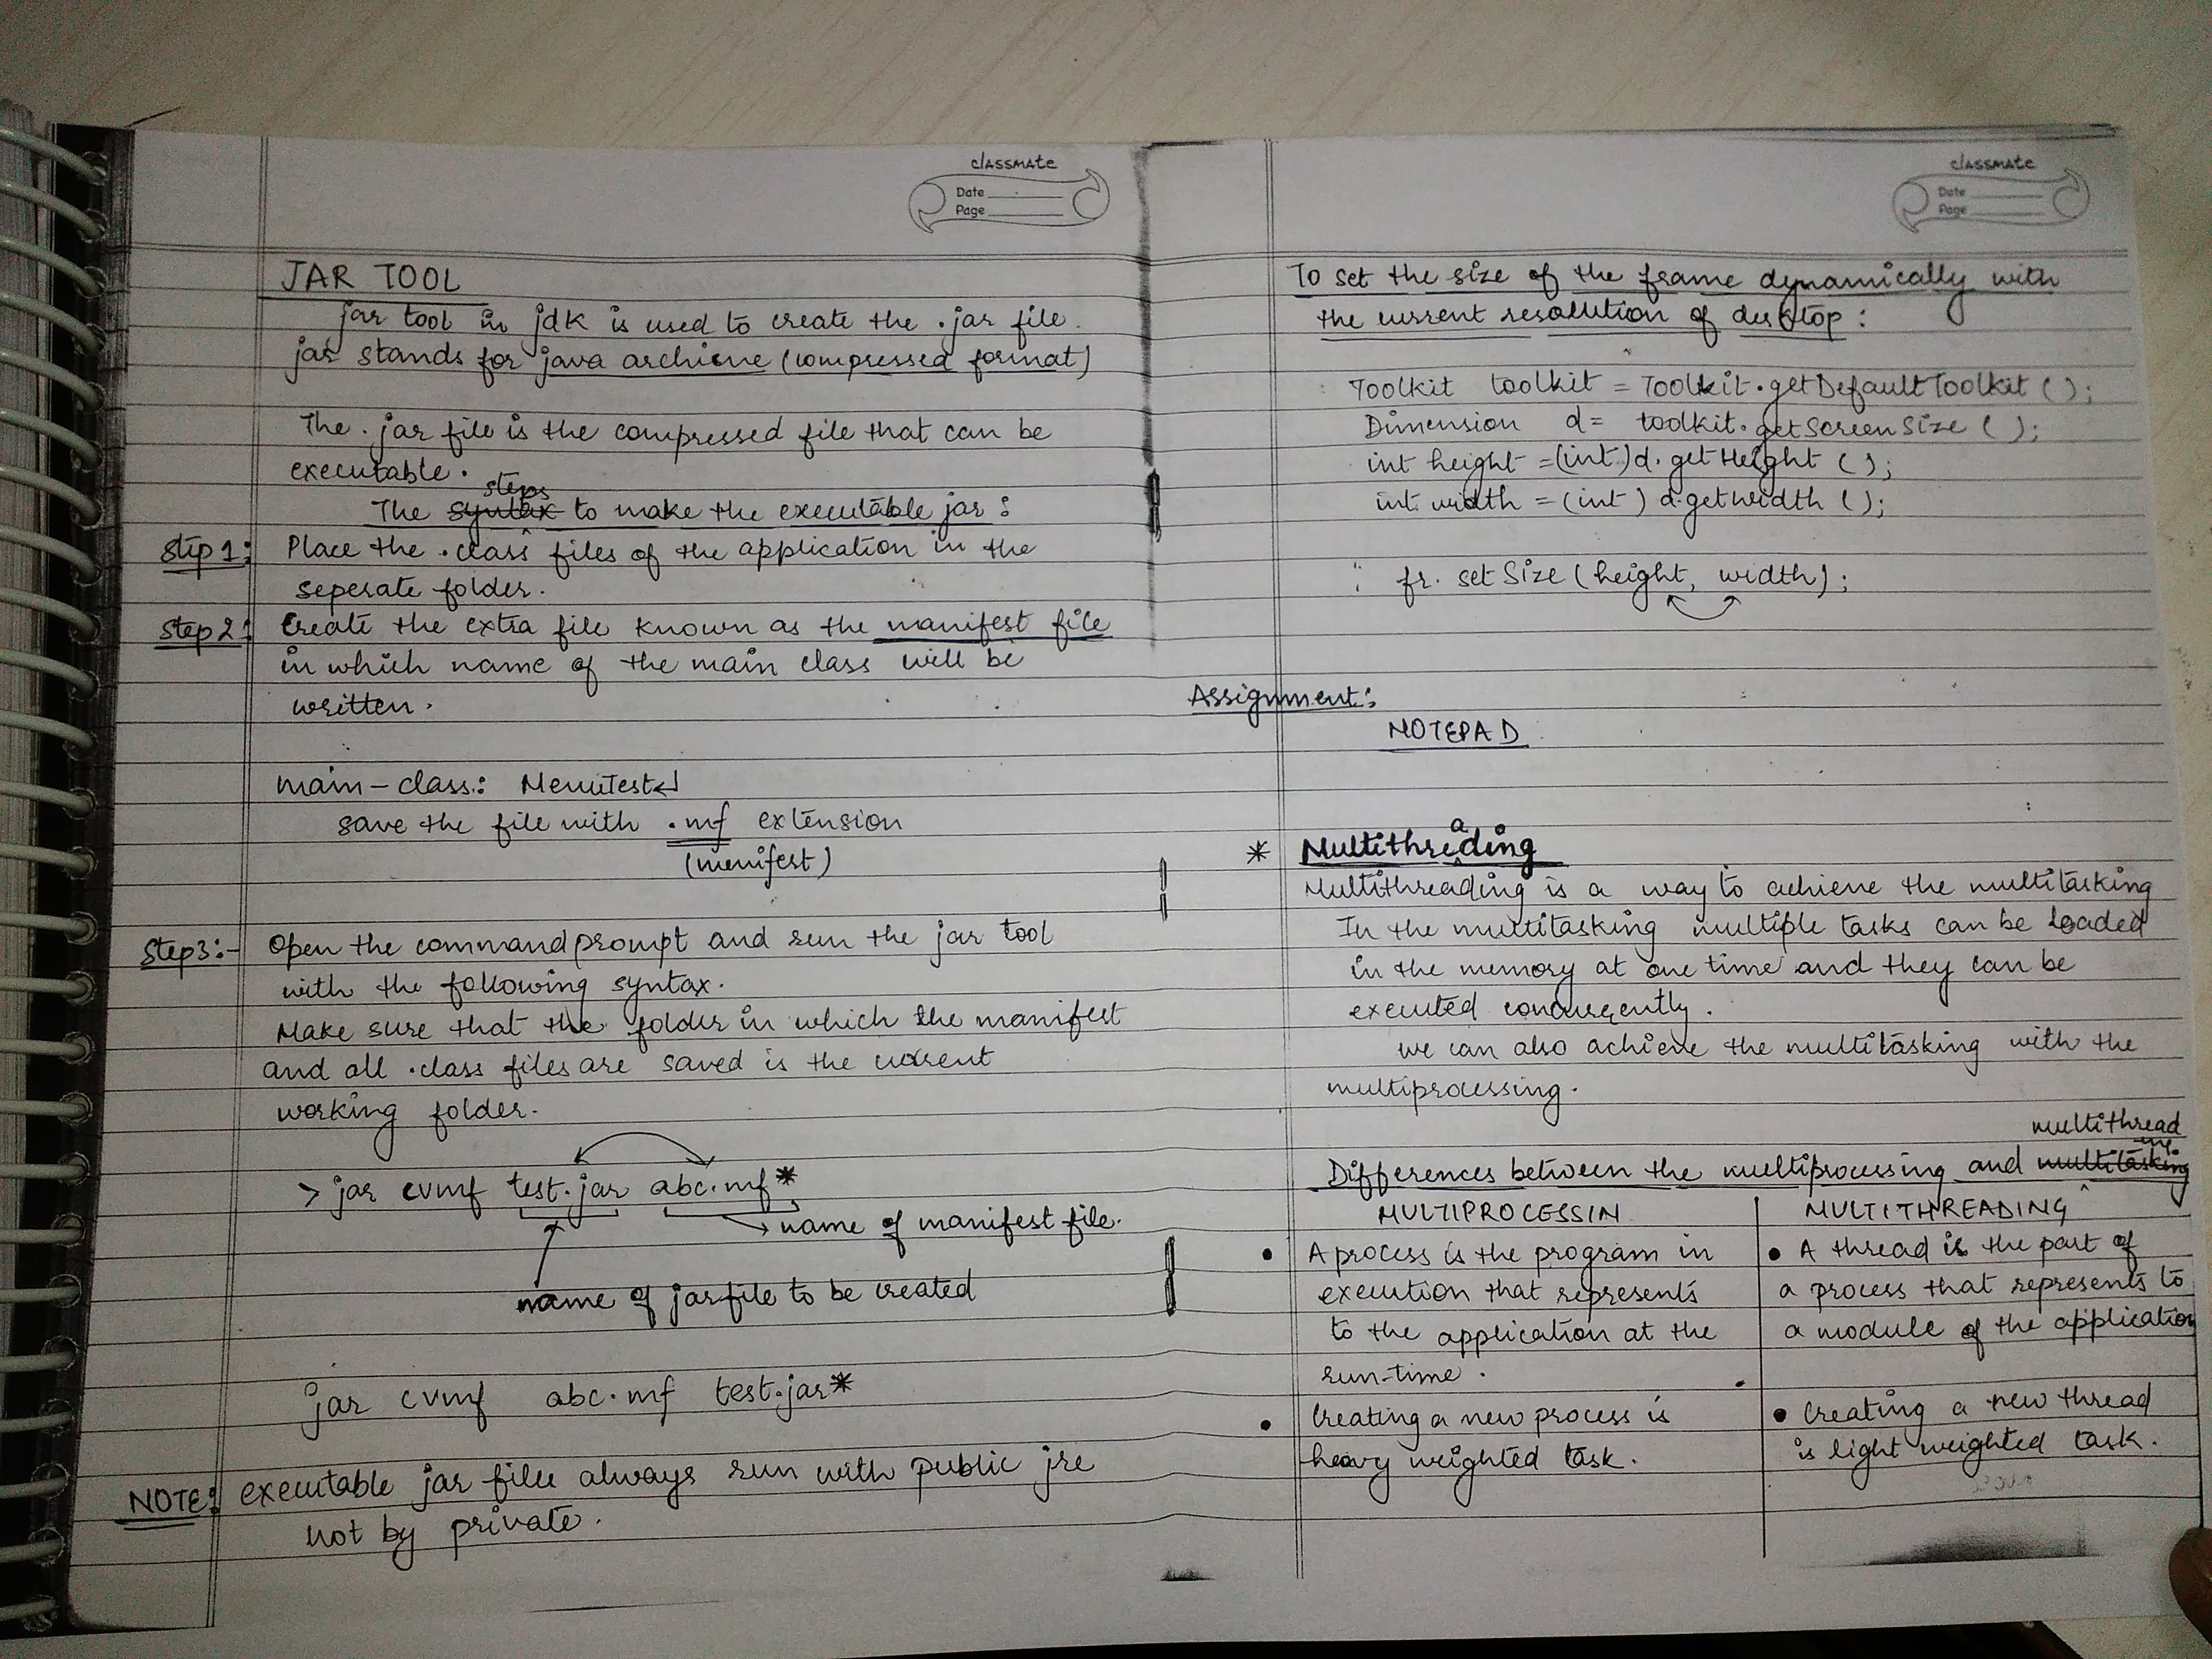 classmate
Date
Page
JAR TOOL
jar tool in jdk is used to create the .jar file.
jar stands for java archieve (compressed format)
The .jar file is the compressed file that can be
executable.
steps
The syntax to make the executable jar :
Step 1: Place the .class files of the application in the
seperate folder.
Step 2: Create the extra file known as the manifest file
in which name of the main class will be
written.
main-class: MenuTest↵
save the file with .mf extension
(menifest)
Step3:- Open the command prompt and run the jar tool
with the following syntax.
Make sure that the folder in which the manifest
and all .class files are saved is the current
working folder.
> jar cvmf test.jar abc.mf *
→ name of manifest file.
name of jar file to be created
jar cvmf abc.mf test.jar *
NOTE: executable jar files always run with public jre
not by private.
classmate
Date
Page
To set the size of the frame dynamically with
the current resolution of desktop :
Toolkit toolkit = Toolkit.getDefaultToolkit ( );
Dimension d= toolkit.getScreenSize ( );
int height =(int)d.getHeight ( );
int width = (int) d.getwidth ( );
fr. setSize (height, width);
Assignment:
NOTEPAD
a
* Multithreding
Multithreading is a way to achieve the multitasking
In the multitasking multiple tasks can be loaded
in the memory at one time and they can be
executed concurrently.
we can also achieve the multitasking with the
multiprocessing.
multithread
ing
Differences between the multiprocessing and multitasking
MULTIPROCESSIN MULTITHREADING
• A process is the program in • A thread is the part of
execution that represents a process that represents to
to the application at the a module of the application
run-time.
• Creating a new process is • Creating a new thread
heavy weighted task. is light weighted task.